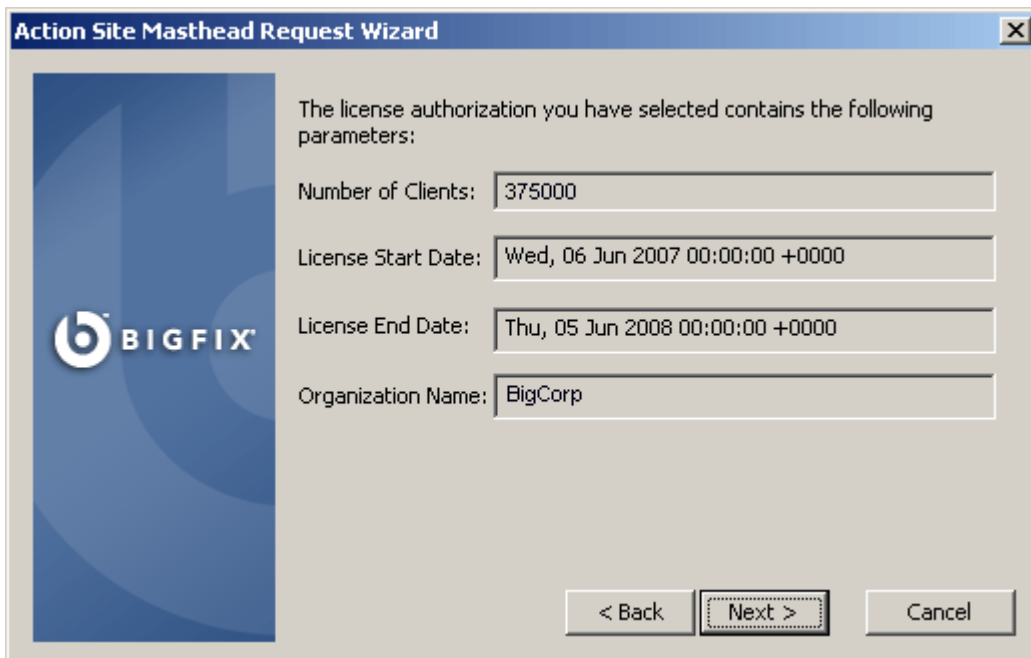 Action Site Masthead Request Wizard
The license authorization you have selected contains the following
parameters:
Number of Clients: 375000
License Start Date: Wed, 06 Jun 2007 00:00:00 +0000
License End Date: Thu, 05 Jun 2008 00:00:00 +0000
BIGFIX
Organization Name: BigCorp
< Back Next > Cancel